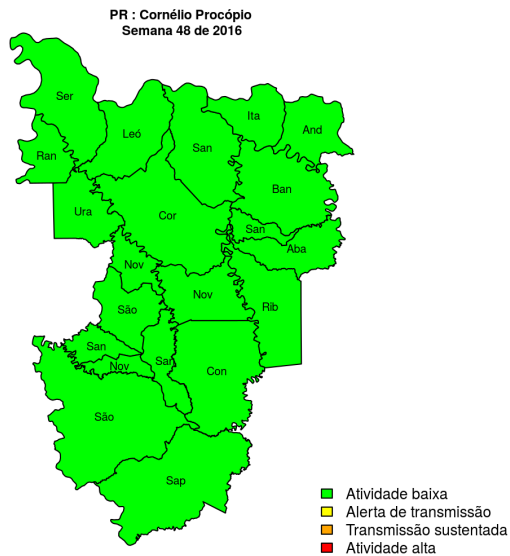 PR : Cornélio Procópio
Semana 48 de 2016
Ser
Leó
Ita
And
Ran
San
Ban
Ura
Cor
San
Aba
Nov
Nov
São
Rib
San
Nov
San
Con
São
Sap
Atividade baixa
Alerta de transmissão
Transmissão sustentada
Atividade alta